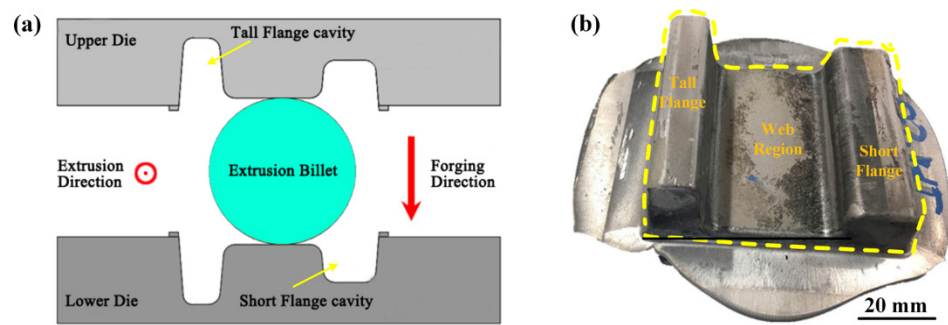 (a)
Upper Die
Tall Flange cavity
Extrusion
Direction
Extrusion Billet
Forging
Direction
Lower Die
Short Flange cavity
(b)
Tall
Flange
Web
Region
Short
Flange
20 mm